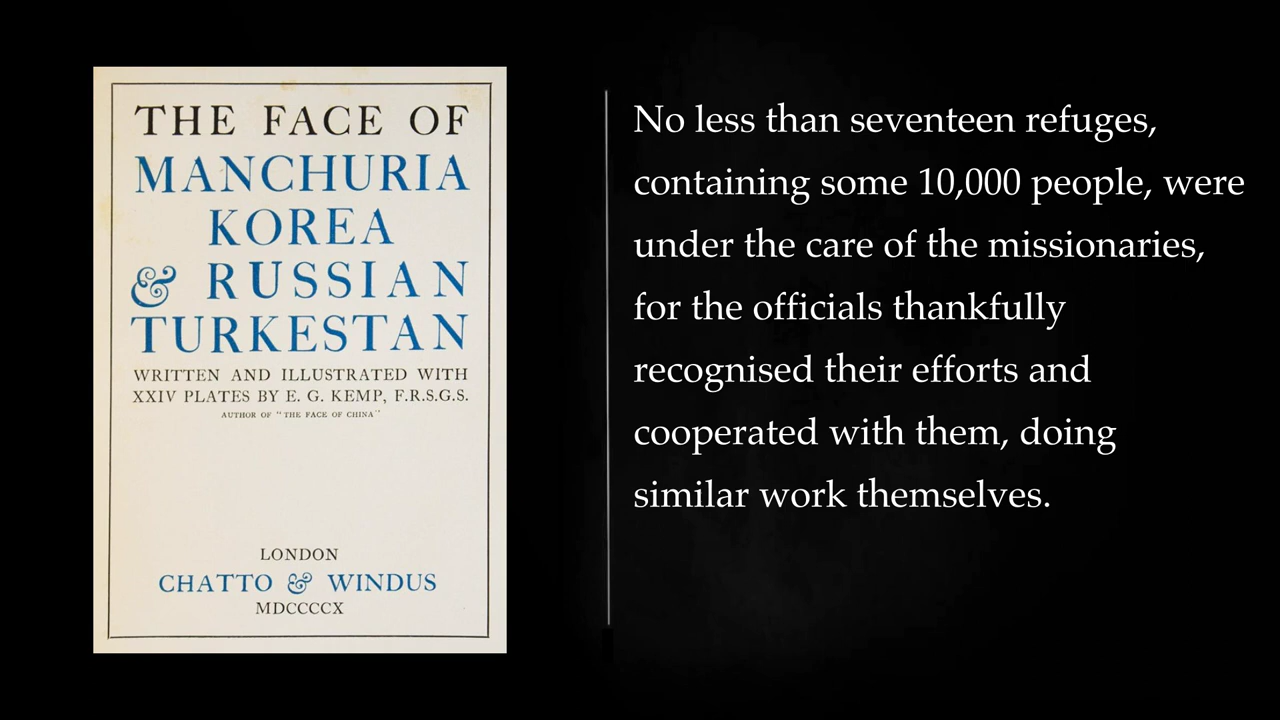 THE FACE OF
MANCHURIA
KOREA
& RUSSIAN
TURKESTAN
WRITTEN AND ILLUSTRATED WITH
XXIV PLATES BY E. G. KEMP, F.R.S.G.S.
AUTHOR OF "THE FACE OF CHINA"
LONDON
CHATTO & WINDUS
MDCCCCX
No less than seventeen refuges,
containing some 10,000 people, were
under the care of the missionaries,
for the officials thankfully
recognised their efforts and
cooperated with them, doing
similar work themselves.